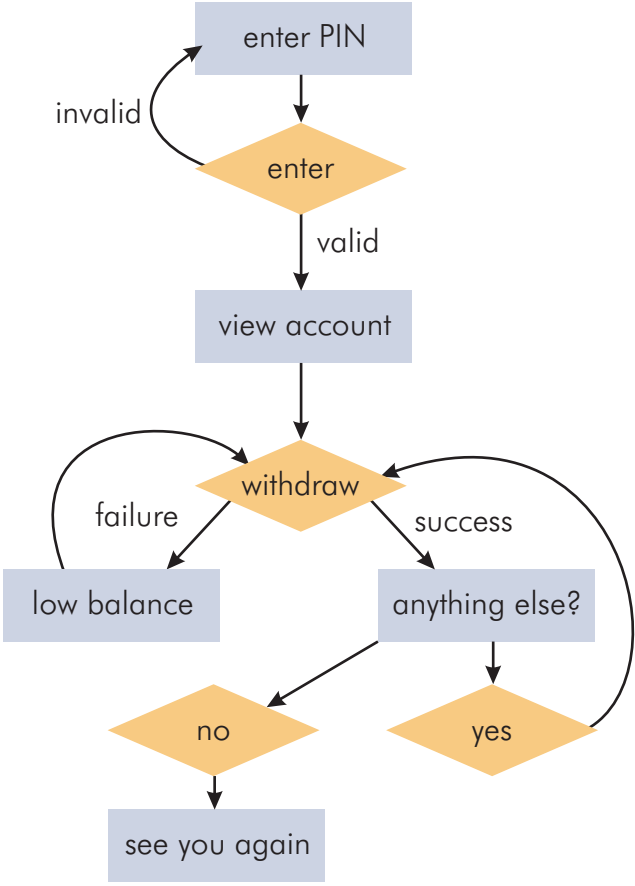 enter PIN
invalid
enter
valid
view account
withdraw
failure
success
low balance
anything else?
no
yes
see you again